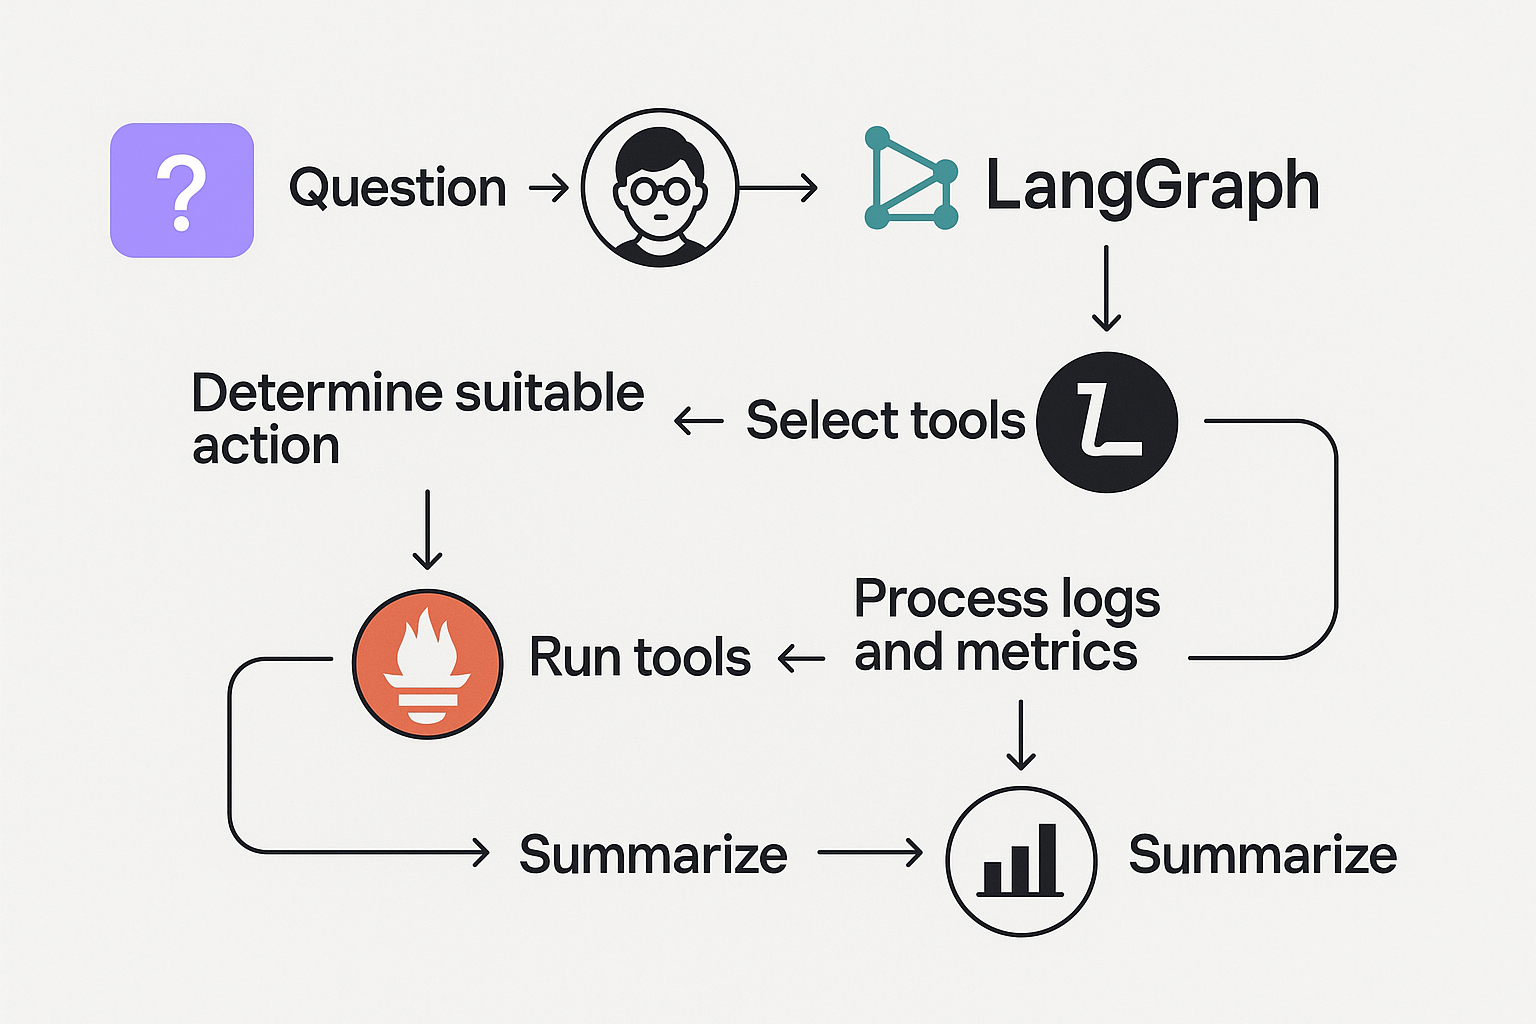 ?
Question
LangGraph
Determine suitable
action
Select tools
L
Run tools
Process logs
and metrics
Summarize
Summarize